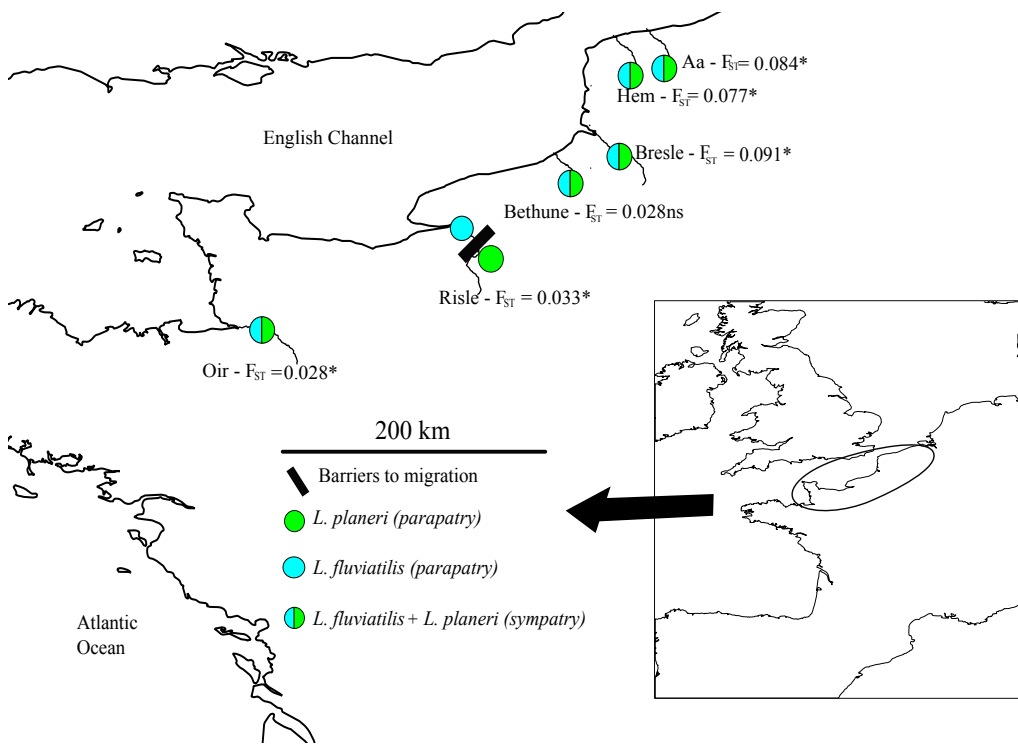 Aa - FST= 0.084*
Hem - FST= 0.077*
English Channel
Bresle - FST = 0.091*
Bethune - FST = 0.028ns
Risle - FST = 0.033*
Oir - FST =0.028*
200 km
Barriers to migration
L. planeri (parapatry)
L. fluviatilis (parapatry)
L. fluviatilis + L. planeri (sympatry)
Atlantic
Ocean